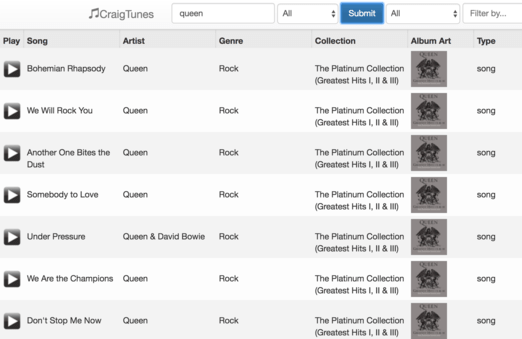 CraigTunes queen All Submit All Filter by...
Play Song Artist Genre Collection Album Art Type
Bohemian Rhapsody Queen Rock The Platinum Collection song
(Greatest Hits I, II & III)
We Will Rock You Queen Rock The Platinum Collection song
(Greatest Hits I, II & III)
Another One Bites the Queen Rock The Platinum Collection song
Dust (Greatest Hits I, II & III)
Somebody to Love Queen Rock The Platinum Collection song
(Greatest Hits I, II & III)
Under Pressure Queen & David Bowie Rock The Platinum Collection song
(Greatest Hits I, II & III)
We Are the Champions Queen Rock The Platinum Collection song
(Greatest Hits I, II & III)
Don't Stop Me Now Queen Rock The Platinum Collection song
(Greatest Hits I, II & III)